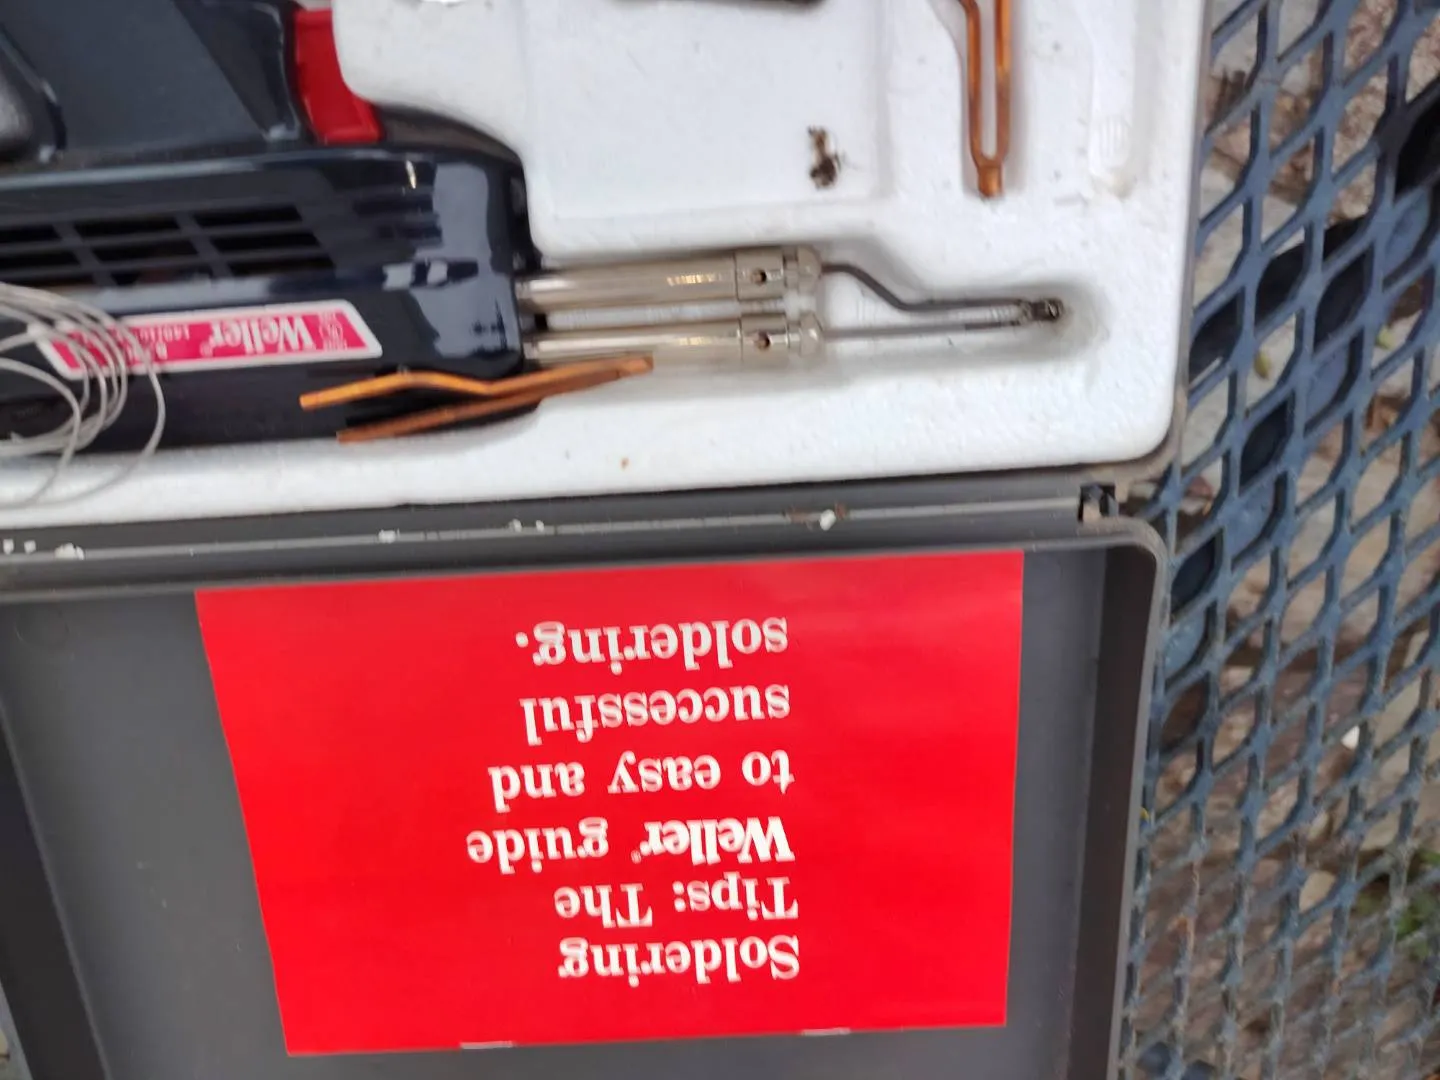 Soldering
Tips: The
Weller® guide
to easy and
successful
soldering.
Weller®